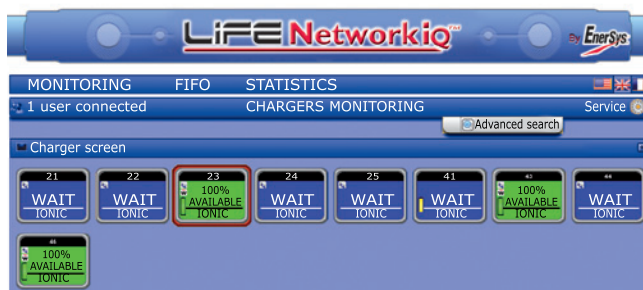 LiFE Networkiq™ By EnerSys
MONITORING FIFO STATISTICS
1 user connected CHARGERS MONITORING Service
Advanced search
Charger screen
21 22 23 24 25 41 43 44
WAIT WAIT 100% WAIT WAIT WAIT 100% WAIT
AVAILABLE AVAILABLE
IONIC IONIC IONIC IONIC IONIC IONIC IONIC IONIC
100%
AVAILABLE
IONIC